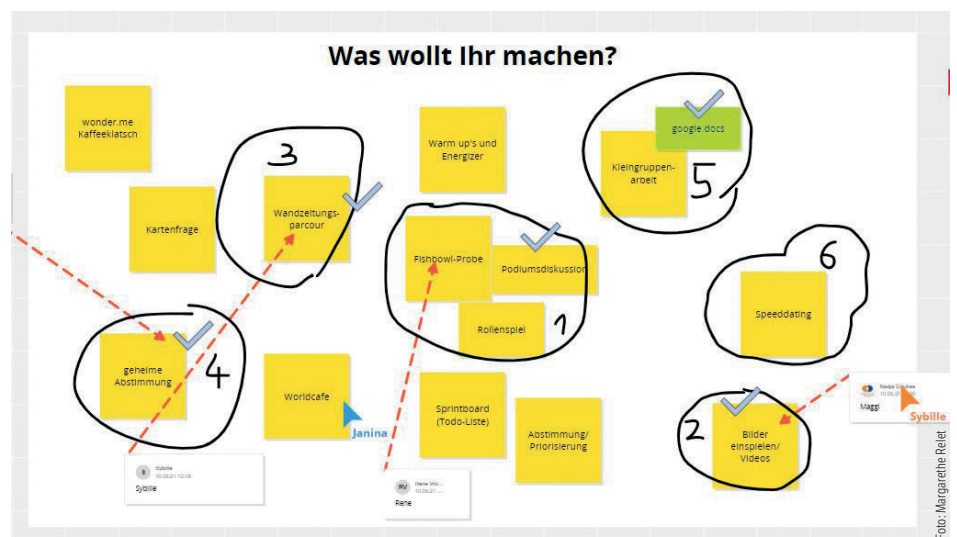 Was wollt Ihr machen?
wonder.me
Kaffeeklatsch
Kartenfrage
3
Wandzeitungs-
parcour
Warm up's und
Energizer
google.docs
Kleingruppen-
arbeit
5
Fishbowl-Probe
Podiumsdiskussion
Rollenspiel
1
6
Speeddating
geheime
Abstimmung
4
Worldcafe
Janina
Sprintboard
(Todo-Liste)
Abstimmung/
Priorisierung
2
Bilder
einspielen/
Videos
Maggi
Sybille
S
Sybille
Sybille
RV
Rene
Foto: Margarethe Relet